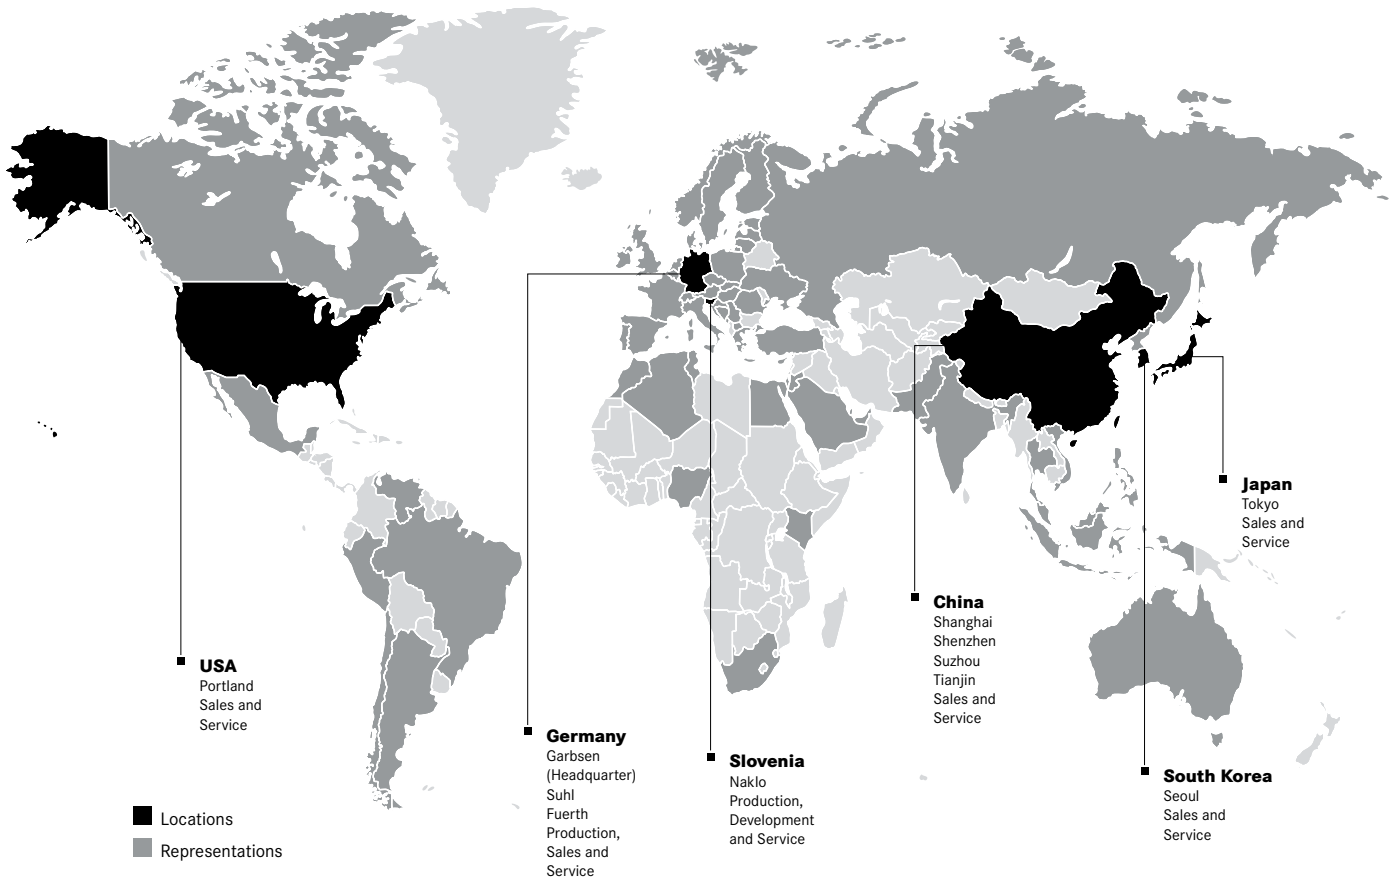 Japan
Tokyo
Sales and
Service
China
Shanghai
Shenzhen
Suzhou
Tianjin
Sales and
Service
USA
Portland
Sales and
Service
Germany
Garbsen
(Headquarter)
Suhl
Fuerth
Production,
Sales and
Service
Slovenia
Naklo
Production,
Development
and Service
South Korea
Seoul
Sales and
Service
Locations
Representations